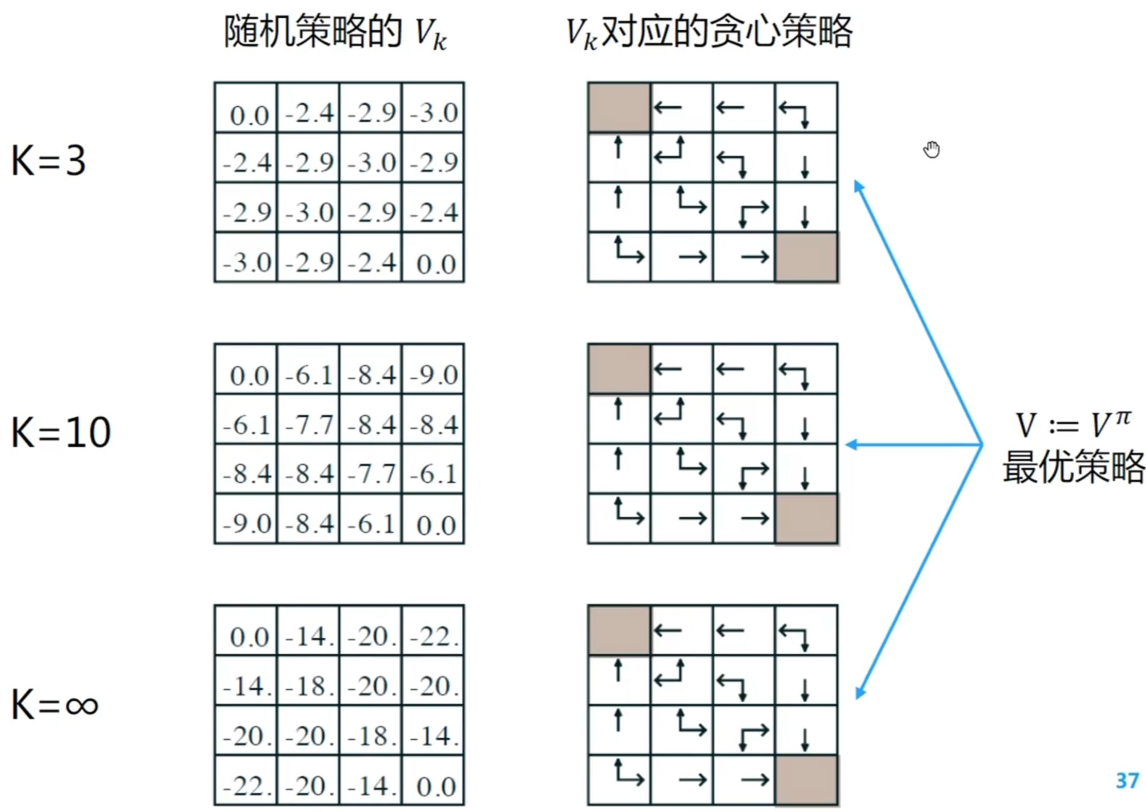 随机策略的 Vₖ
Vₖ对应的贪心策略
K=3
0.0 -2.4 -2.9 -3.0
-2.4 -2.9 -3.0 -2.9
-2.9 -3.0 -2.9 -2.4
-3.0 -2.9 -2.4 0.0
K=10
0.0 -6.1 -8.4 -9.0
-6.1 -7.7 -8.4 -8.4
-8.4 -8.4 -7.7 -6.1
-9.0 -8.4 -6.1 0.0
V := V^π
最优策略
K=∞
0.0 -14. -20. -22.
-14. -18. -20. -20.
-20. -20. -18. -14.
-22. -20. -14. 0.0
37